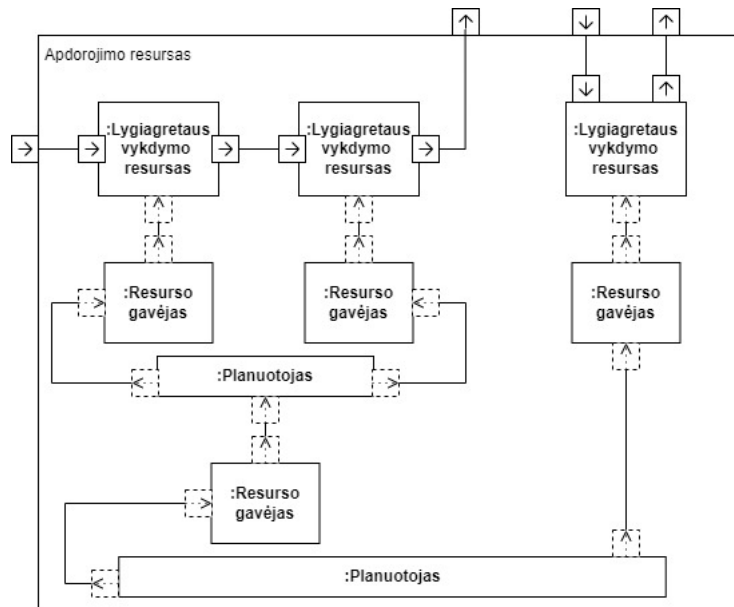 Apdorojimo resursas
:Lygiagretaus
vykdymo
resursas
:Lygiagretaus
vykdymo
resursas
:Lygiagretaus
vykdymo
resursas
:Resurso
gavėjas
:Resurso
gavėjas
:Resurso
gavėjas
:Planuotojas
:Resurso
gavėjas
:Planuotojas